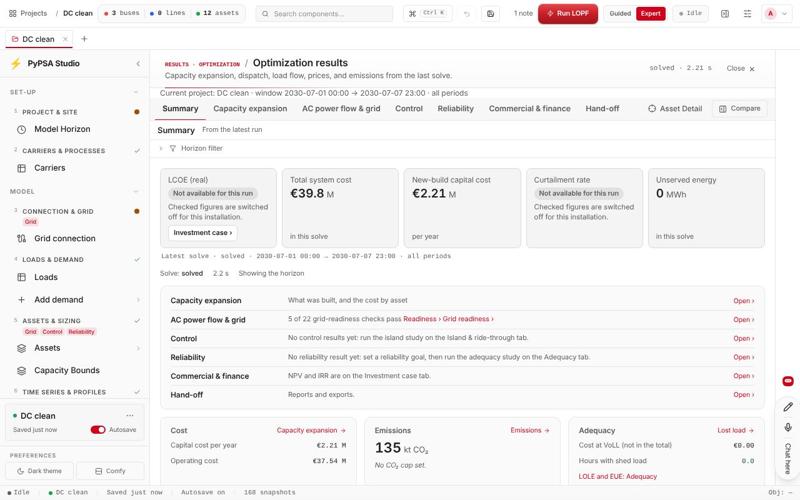 Projects / DC clean
3 buses 0 lines 12 assets
Search components...
Ctrl K
1 note
Run LOPF
Guided Expert
Idle
A
DC clean ×
PyPSA Studio
SET-UP
1 PROJECT & SITE
Model Horizon
2 CARRIERS & PROCESSES
Carriers
MODEL
3 CONNECTION & GRID
Grid
Grid connection
4 LOADS & DEMAND
Loads
Add demand
5 ASSETS & SIZING
Grid Control Reliability
Assets
Capacity Bounds
6 TIME SERIES & PROFILES
DC clean
Saved just now
Autosave
PREFERENCES
Dark theme
Comfy
RESULTS · OPTIMIZATION / Optimization results
Capacity expansion, dispatch, load flow, prices, and emissions from the last solve.
solved · 2.21 s
Close ×
Current project: DC clean · window 2030-07-01 00:00 → 2030-07-07 23:00 · all periods
Summary Capacity expansion AC power flow & grid Control Reliability Commercial & finance Hand-off Asset Detail Compare
Summary From the latest run
Horizon filter
LCOE (real)
Not available for this run
Checked figures are switched
off for this installation.
Investment case ›
Total system cost
€39.8 M
in this solve
New-build capital cost
€2.21 M
per year
Curtailment rate
Not available for this run
Checked figures are switched
off for this installation.
Unserved energy
0 MWh
in this solve
Latest solve · solved · 2030-07-01 00:00 → 2030-07-07 23:00 · all periods
Solve: solved 2.2 s Showing the horizon
Capacity expansion What was built, and the cost by asset Open ›
AC power flow & grid 5 of 22 grid-readiness checks pass Readiness › Grid readiness › Open ›
Control No control results yet: run the island study on the Island & ride-through tab. Open ›
Reliability No reliability result yet: set a reliability goal, then run the adequacy study on the Adequacy tab. Open ›
Commercial & finance NPV and IRR are on the Investment case tab. Open ›
Hand-off Reports and exports. Open ›
Cost Capacity expansion →
Capital cost per year €2.21 M
Operating cost €37.54 M
Emissions Emissions →
135 kt CO₂
No CO₂ cap set.
Adequacy Lost load →
Cost at VoLL (not in the total) €0.00
Hours with shed load 0.0
LOLE and EUE: Adequacy
Chat here
Idle DC clean Saved just now Autosave on 168 snapshots Obj: —